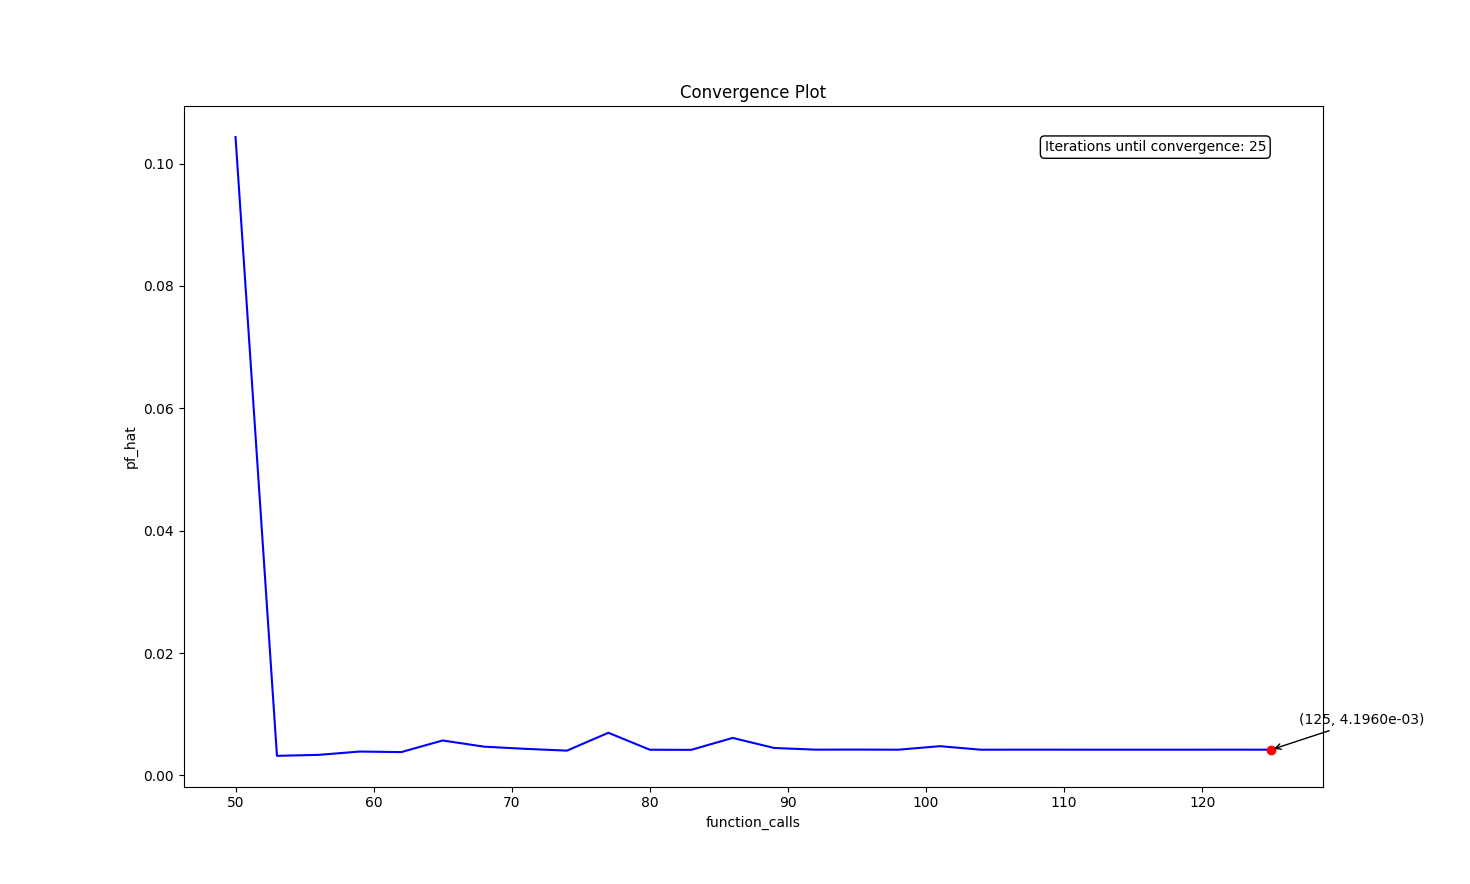 Convergence Plot
Iterations until convergence: 25
0.10
0.08
0.06
0.04
0.02
0.00
pf_hat
(125, 4.1960e-03)
50 60 70 80 90 100 110 120
function_calls